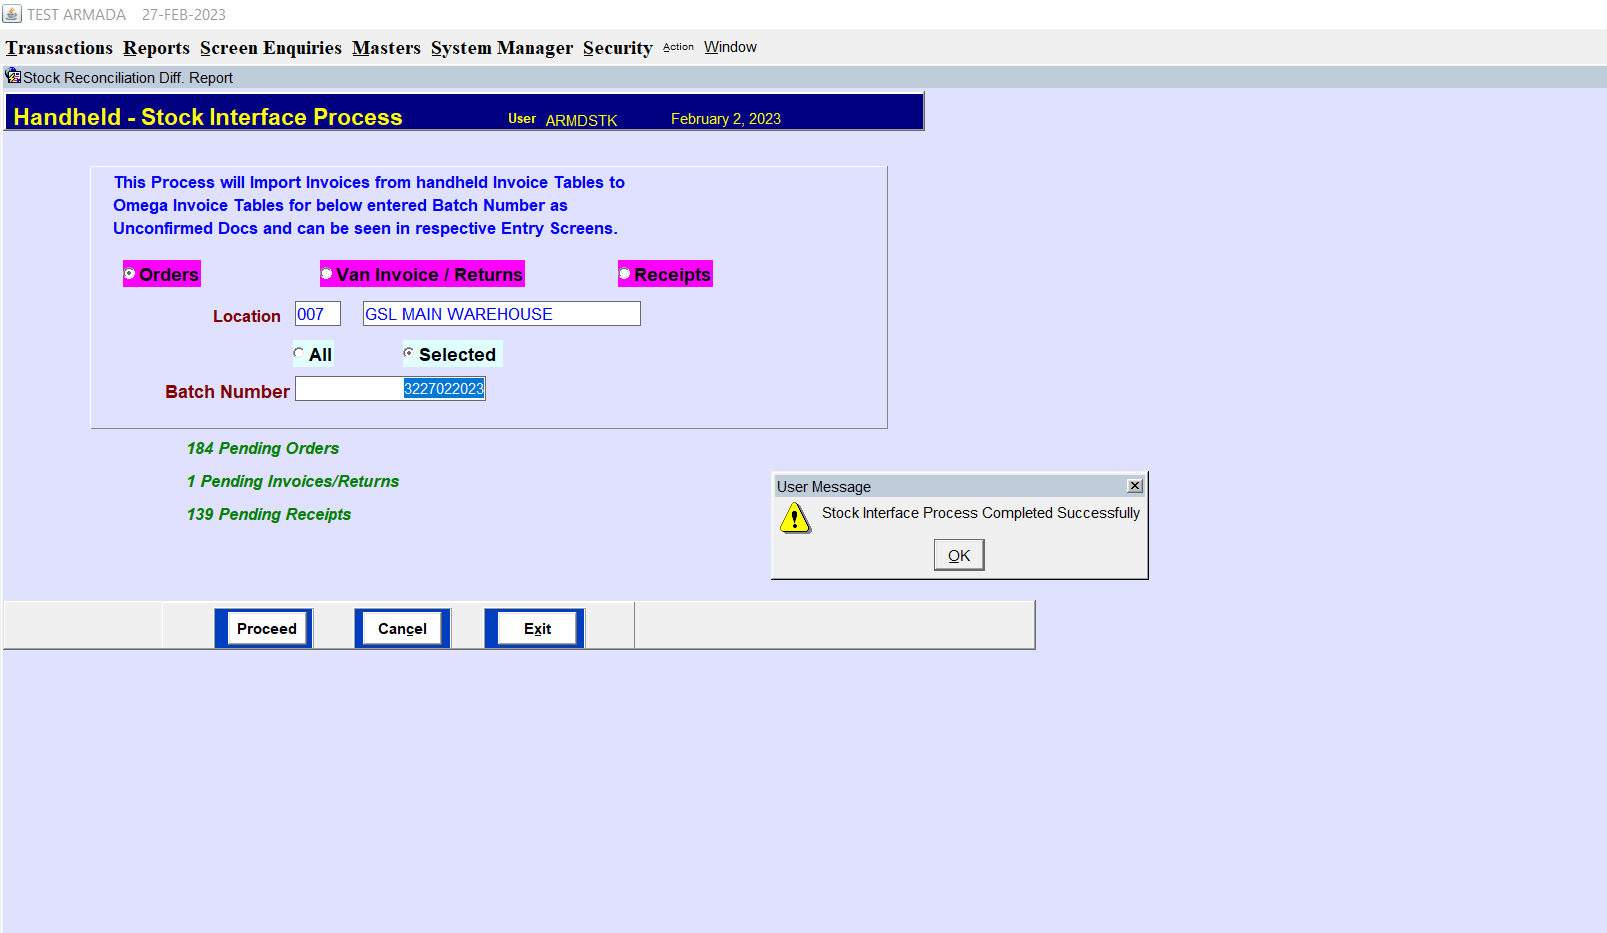 TEST ARMADA 27-FEB-2023
Transactions Reports Screen Enquiries Masters System Manager Security Action Window
Stock Reconciliation Diff. Report
Handheld - Stock Interface Process User ARMDSTK February 2, 2023
This Process will Import Invoices from handheld Invoice Tables to
Omega Invoice Tables for below entered Batch Number as
Unconfirmed Docs and can be seen in respective Entry Screens.
Orders Van Invoice / Returns Receipts
Location 007 GSL MAIN WAREHOUSE
All Selected
Batch Number 3227022023
184 Pending Orders
1 Pending Invoices/Returns
139 Pending Receipts
User Message
Stock Interface Process Completed Successfully
OK
Proceed Cancel Exit